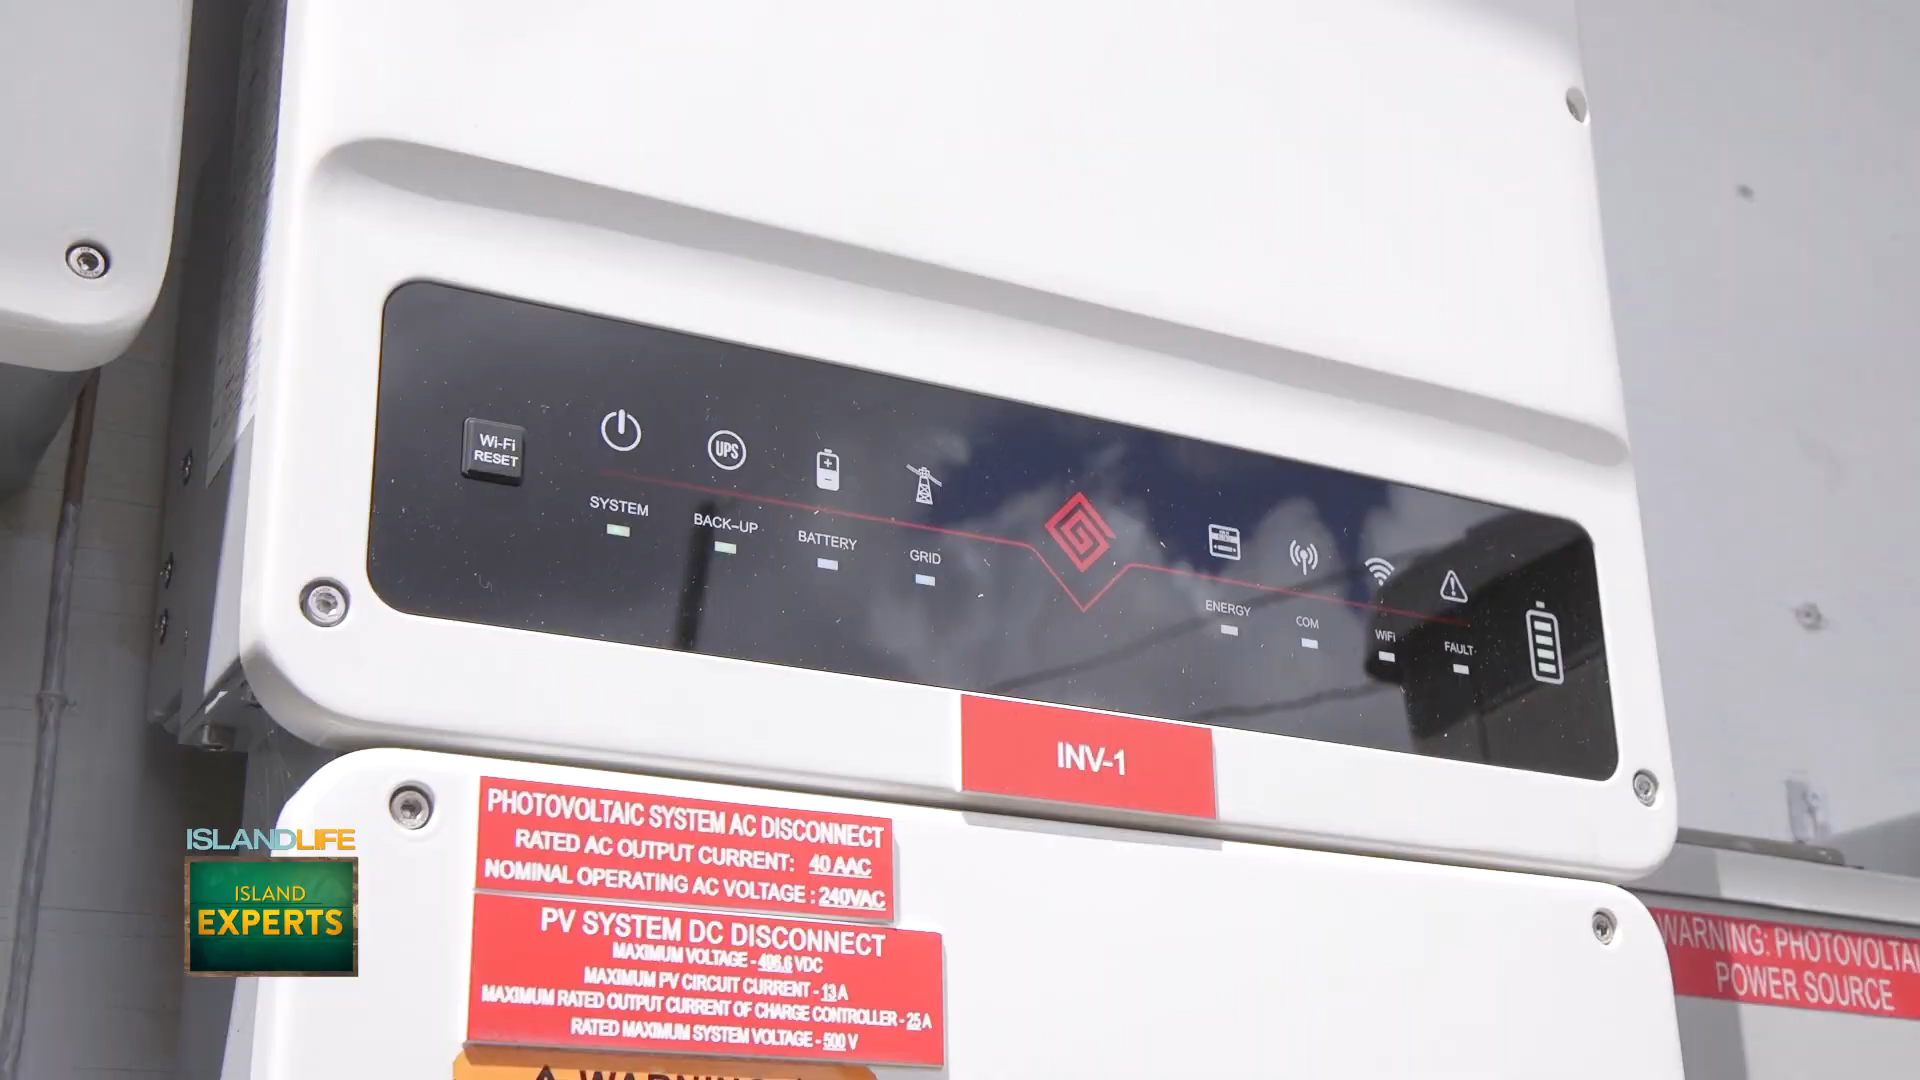 Wi-Fi
RESET
UPS
SYSTEM
BACK-UP
BATTERY
GRID
ENERGY
COM
WiFi
FAULT
INV-1
PHOTOVOLTAIC SYSTEM AC DISCONNECT
RATED AC OUTPUT CURRENT: 40 AAC
NOMINAL OPERATING AC VOLTAGE : 240VAC
PV SYSTEM DC DISCONNECT
MAXIMUM VOLTAGE - 406.6 VDC
MAXIMUM PV CIRCUIT CURRENT - 13 A
MAXIMUM RATED OUTPUT CURRENT OF CHARGE CONTROLLER - 25 A
RATED MAXIMUM SYSTEM VOLTAGE - 500 V
WARNING
WARNING: PHOTOVOLTAI
POWER SOURCE
ISLANDLIFE
ISLAND
EXPERTS